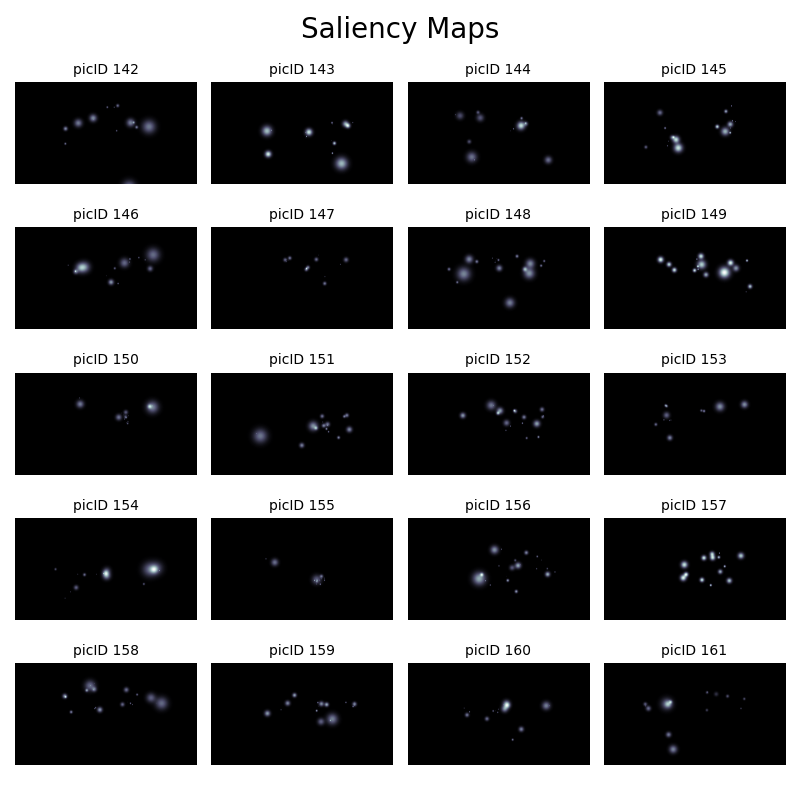 Saliency Maps
picID 142 picID 143 picID 144 picID 145
picID 146 picID 147 picID 148 picID 149
picID 150 picID 151 picID 152 picID 153
picID 154 picID 155 picID 156 picID 157
picID 158 picID 159 picID 160 picID 161